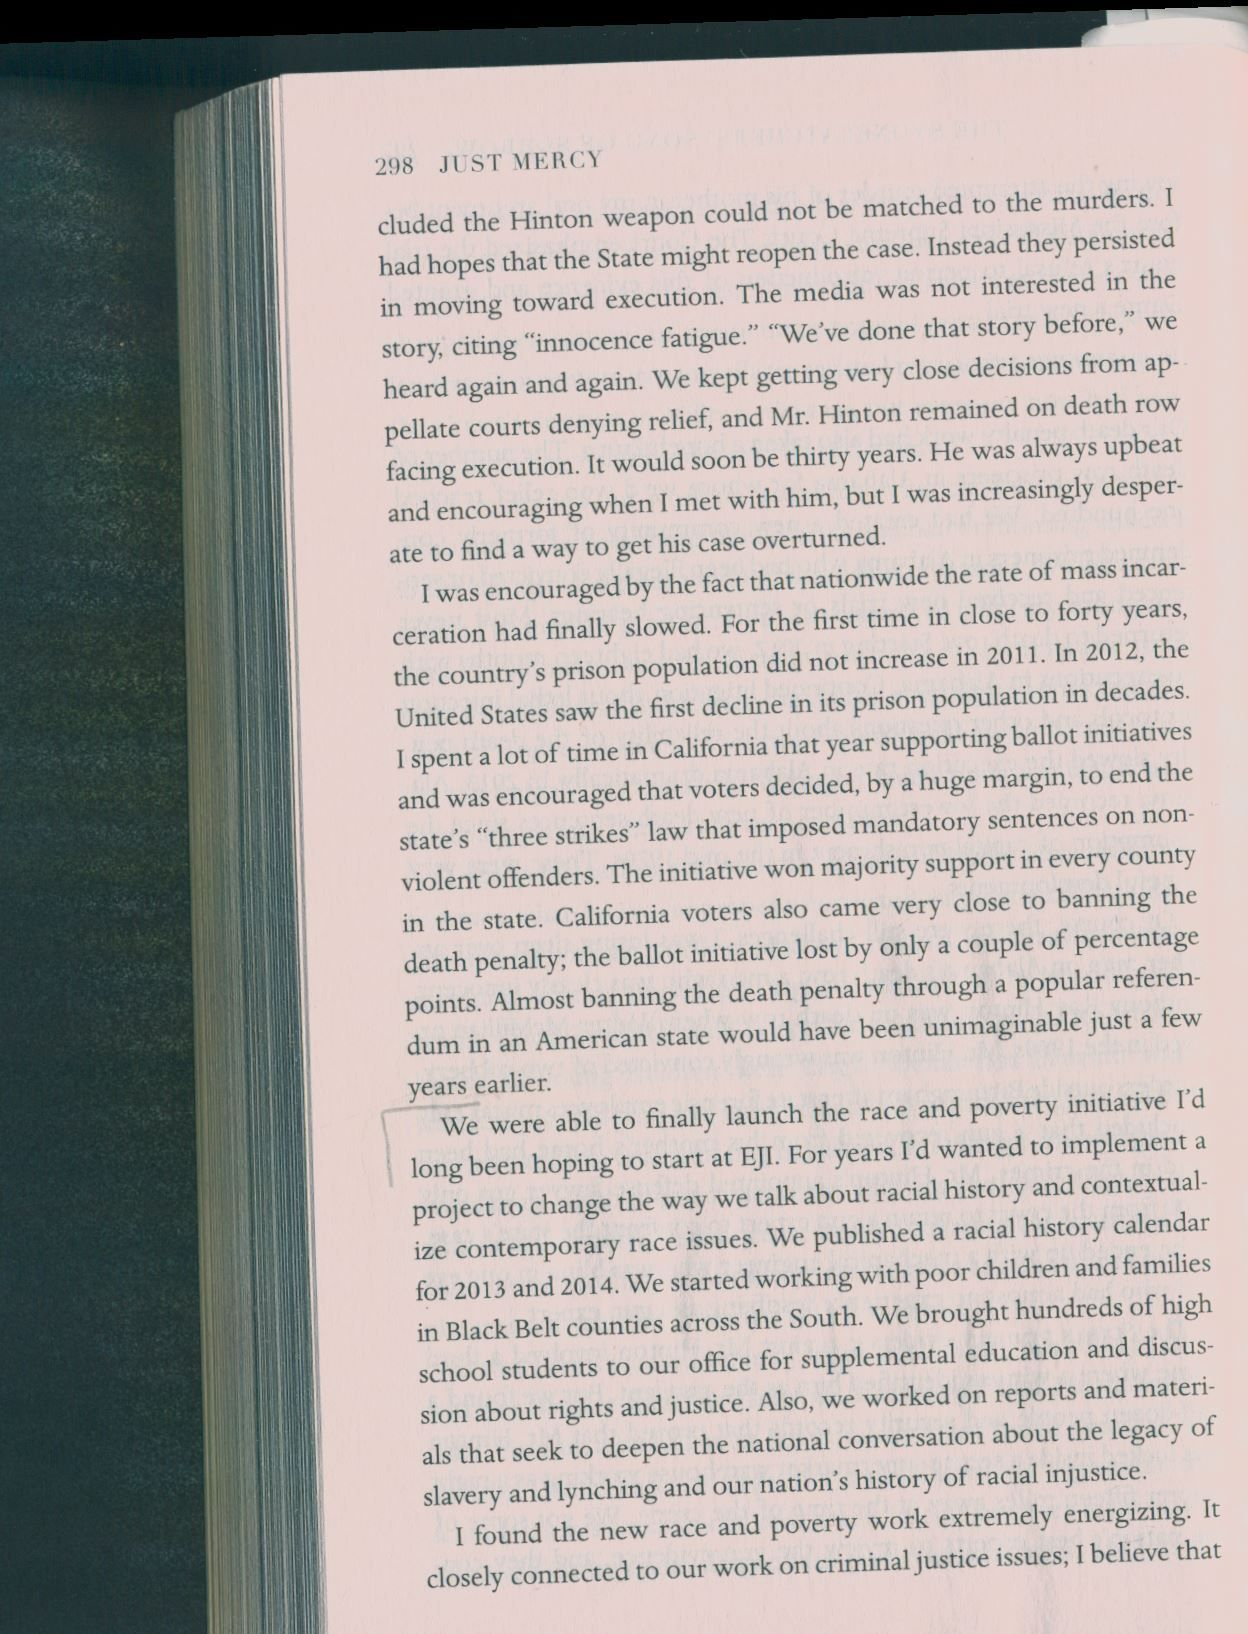 298 JUST MERCY
cluded the Hinton weapon could not be matched to the murders. I
had hopes that the State might reopen the case. Instead they persisted
in moving toward execution. The media was not interested in the
story, citing “innocence fatigue.” “We’ve done that story before,” we
heard again and again. We kept getting very close decisions from ap-
pellate courts denying relief, and Mr. Hinton remained on death row
facing execution. It would soon be thirty years. He was always upbeat
and encouraging when I met with him, but I was increasingly desper-
ate to find a way to get his case overturned.
I was encouraged by the fact that nationwide the rate of mass incar-
ceration had finally slowed. For the first time in close to forty years,
the country’s prison population did not increase in 2011. In 2012, the
United States saw the first decline in its prison population in decades.
I spent a lot of time in California that year supporting ballot initiatives
and was encouraged that voters decided, by a huge margin, to end the
state’s “three strikes” law that imposed mandatory sentences on non-
violent offenders. The initiative won majority support in every county
in the state. California voters also came very close to banning the
death penalty; the ballot initiative lost by only a couple of percentage
points. Almost banning the death penalty through a popular referen-
dum in an American state would have been unimaginable just a few
years earlier.
We were able to finally launch the race and poverty initiative I’d
long been hoping to start at EJI. For years I’d wanted to implement a
project to change the way we talk about racial history and contextual-
ize contemporary race issues. We published a racial history calendar
for 2013 and 2014. We started working with poor children and families
in Black Belt counties across the South. We brought hundreds of high
school students to our office for supplemental education and discus-
sion about rights and justice. Also, we worked on reports and materi-
als that seek to deepen the national conversation about the legacy of
slavery and lynching and our nation’s history of racial injustice.
I found the new race and poverty work extremely energizing. It
closely connected to our work on criminal justice issues; I believe that